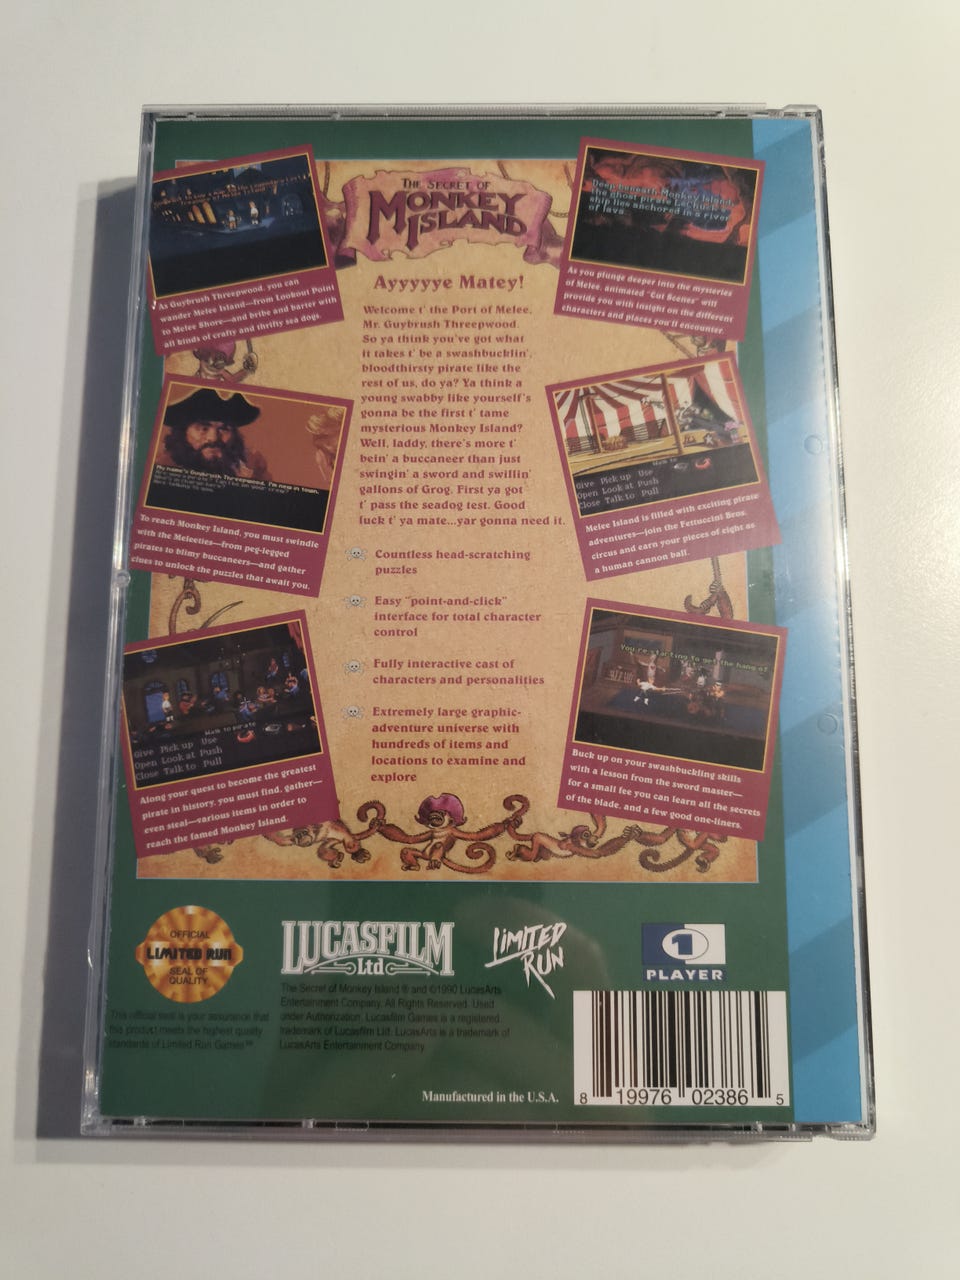 THE SECRET OF
MONKEY
ISLAND
Ayyyyye Matey!
Welcome t' the Port of Melee,
Mr. Guybrush Threepwood.
So ya think you've got what
it takes t' be a swashbucklin',
bloodthirsty pirate like the
rest of us, do ya? Ya think a
young swabby like yourself's
gonna be the first t' tame
mysterious Monkey Island?
Well, laddy, there's more t'
bein' a buccaneer than just
swingin' a sword and swillin'
gallons of Grog. First ya got
t' pass the seadog test. Good
luck t' ya mate...yar gonna need it.
Countless head-scratching
puzzles
Easy "point-and-click"
interface for total character
control
Fully interactive cast of
characters and personalities
Extremely large graphic-
adventure universe with
hundreds of items and
locations to examine and
explore
As Guybrush Threepwood, you can
wander Melee Island—from Lookout Point
to Melee Shore—and bribe and barter with
all kinds of crafty and thrifty sea dogs.
My name's Guybrush Threepwood. I'm new in town.
To reach Monkey Island, you must swindle
with the Meleeties—from peg-legged
pirates to blimy buccaneers—and gather
clues to unlock the puzzles that await you.
Walk to pirate
Give Pick up Use
Open Look at Push
Close Talk to Pull
Along your quest to become the greatest
pirate in history, you must find, gather—
even steal—various items in order to
reach the famed Monkey Island.
Deep beneath Monkey Island,
the ghost pirate LeChuck's
ship lies anchored in a river
of lava.
As you plunge deeper into the mysteries
of Melee, animated "Cut Scenes" will
provide you with insight on the different
characters and places you'll encounter.
Walk to
Give Pick up Use
Open Look at Push
Close Talk to Pull
Melee Island is filled with exciting pirate
adventures—join the Fettuccini Bros.
circus and earn your pieces of eight as
a human cannon ball.
You're starting to get the hang of
Buck up on your swashbuckling skills
with a lesson from the sword master—
for a small fee you can learn all the secrets
of the blade, and a few good one-liners.
OFFICIAL
LIMITED RUN
SEAL OF
QUALITY
This official seal is your assurance that
this product meets the highest quality
standards of Limited Run Games™
LUCASFILM
Ltd
The Secret of Monkey Island ® and ©1990 LucasArts
Entertainment Company. All Rights Reserved. Used
under Authorization. Lucasfilm Games is a registered
trademark of Lucasfilm Ltd. LucasArts is a trademark of
LucasArts Entertainment Company.
LIMITED
RUN
1
PLAYER
Manufactured in the U.S.A.
8 19976 02386 5